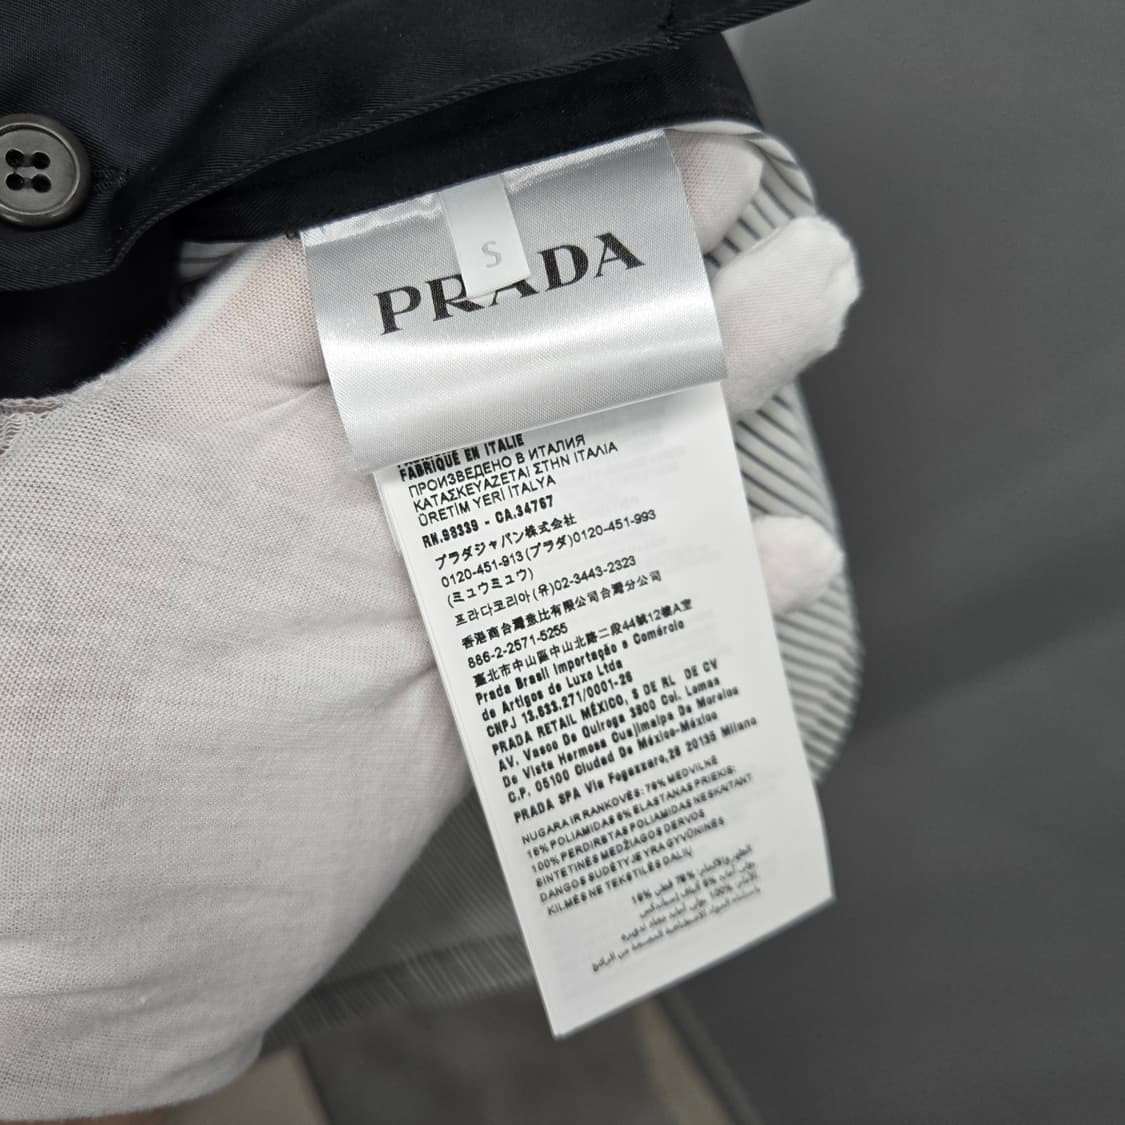 S
PRADA
FABRIQUÉ EN ITALIE
ПРОИЗВЕДЕНО В ИТАЛИЯ
ΚΑΤΑΣΚΕΥΑΖΕΤΑΙ ΣΤΗΝ ΙΤΑΛΙΑ
ÜRETİM YERİ İTALYA
RN.98339 - CA.34767
プラダジャパン株式会社
0120-451-913(プラダ)0120-451-993
(ミュウミュウ)
프라다코리아(유)02-3443-2323
香港商台灣普比有限公司台灣分公司
886-2-2571-5255
臺北市中山區中山北路二段44號12樓A室
Prada Brasil Importação e Comércio
de Artigos de Luxo Ltda
CNPJ 13.633.271/0001-26
PRADA RETAIL MÉXICO, S DE RL DE CV
AV. Vasco De Quiroga 3800 Col. Lomas
De Vista Hermosa Cuajimalpa De Morelos
C.P. 05100 Ciudad De México-México
PRADA SPA Via Fogazzaro,28 20135 Milano
NUGARA IR RANKOVĖS: 76% MEDVILNĖ
16% POLIAMIDAS 8% ELASTANAS PRIEKIS:
100% PERDIRBTAS POLIAMIDAS NESKAITANT
SINTETINĖS MEDŽIAGOS DERVOS
DANGOS SUDĖTYJE YRA GYVŪNINĖS
KILMĖS NE TEKSTILĖS DALIŲ